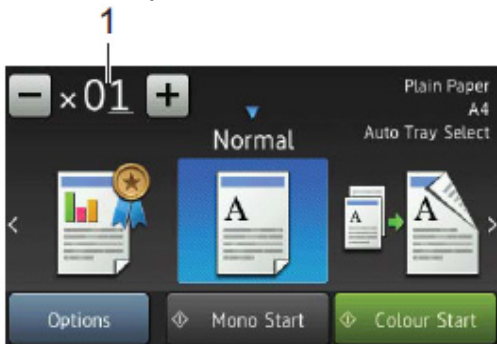 1
- ×01 +
Plain Paper
A4
Auto Tray Select
Normal
A
A
A
< >
Options
Mono Start
Colour Start